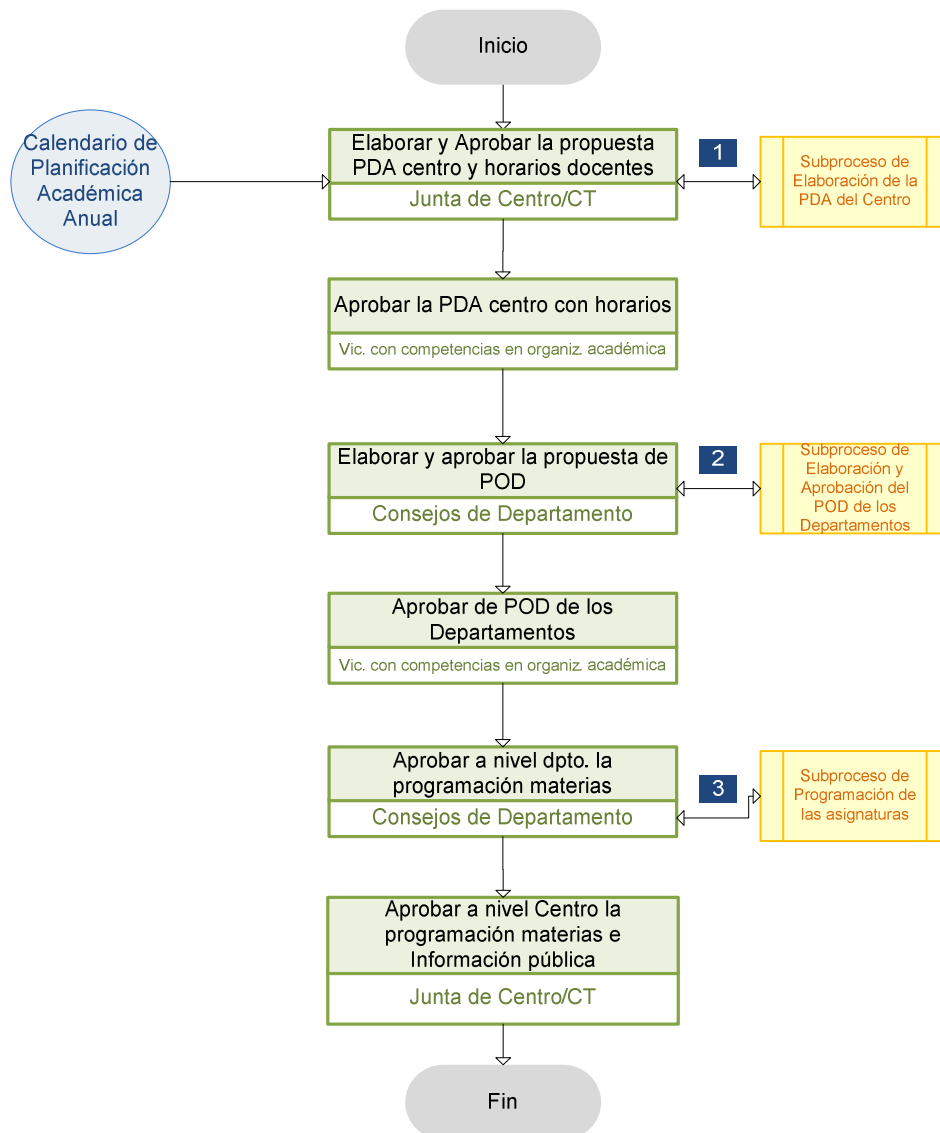 Inicio
Calendario de
Planificación
Académica
Anual
Elaborar y Aprobar la propuesta
PDA centro y horarios docentes
Junta de Centro/CT
1
Subproceso de
Elaboración de la
PDA del Centro
Aprobar la PDA centro con horarios
Vic. con competencias en organiz. académica
Elaborar y aprobar la propuesta de
POD
Consejos de Departamento
2
Subproceso de
Elaboración y
Aprobación del
POD de los
Departamentos
Aprobar de POD de los
Departamentos
Vic. con competencias en organiz. académica
Aprobar a nivel dpto. la
programación materias
Consejos de Departamento
3
Subproceso de
Programación de
las asignaturas
Aprobar a nivel Centro la
programación materias e
Información pública
Junta de Centro/CT
Fin